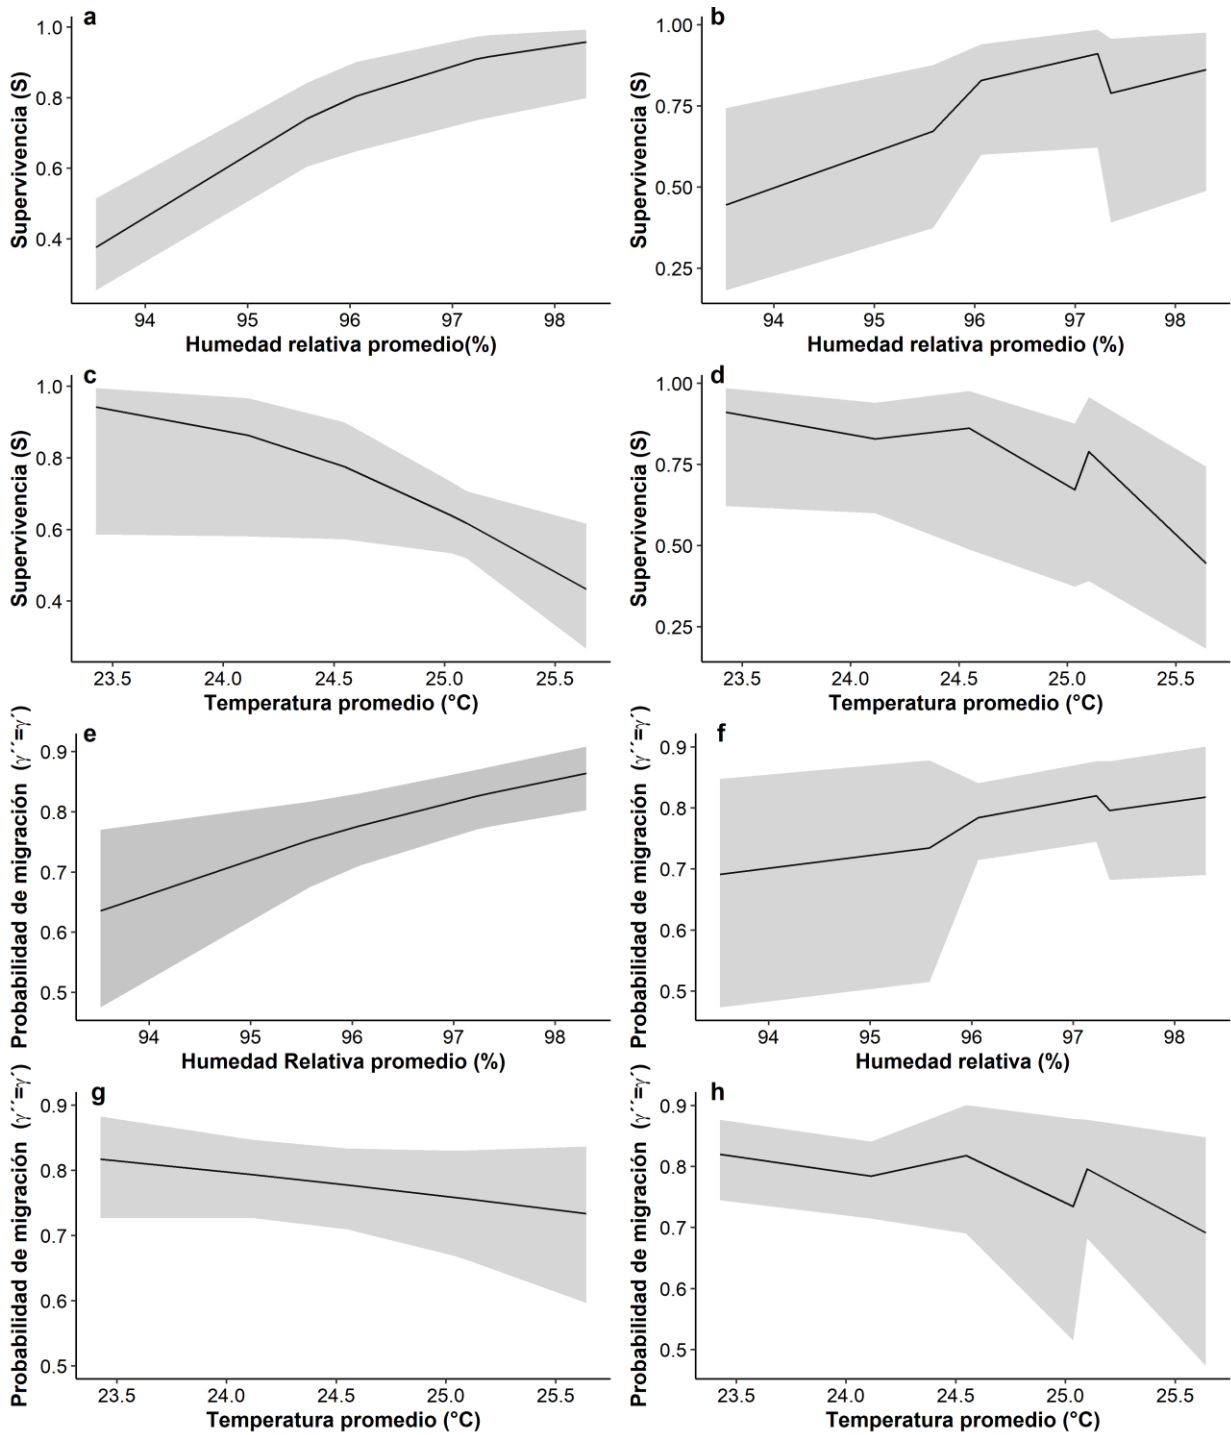 a
Supervivencia (S)
1.0
0.8
0.6
0.4
94 95 96 97 98
Humedad relativa promedio(%)
b
Supervivencia (S)
1.00
0.75
0.50
0.25
94 95 96 97 98
Humedad relativa promedio (%)
c
Supervivencia (S)
1.0
0.8
0.6
0.4
23.5 24.0 24.5 25.0 25.5
Temperatura promedio (°C)
d
Supervivencia (S)
1.00
0.75
0.50
0.25
23.5 24.0 24.5 25.0 25.5
Temperatura promedio (°C)
e
Probabilidad de migración (γ´´=γ´)
0.9
0.8
0.7
0.6
0.5
94 95 96 97 98
Humedad Relativa promedio (%)
f
Probabilidad de migración (γ´´=γ´)
0.9
0.8
0.7
0.6
0.5
94 95 96 97 98
Humedad relativa (%)
g
Probabilidad de migración (γ´´=γ´)
0.9
0.8
0.7
0.6
0.5
23.5 24.0 24.5 25.0 25.5
Temperatura promedio (°C)
h
Probabilidad de migración (γ´´=γ´)
0.9
0.8
0.7
0.6
0.5
23.5 24.0 24.5 25.0 25.5
Temperatura promedio (°C)